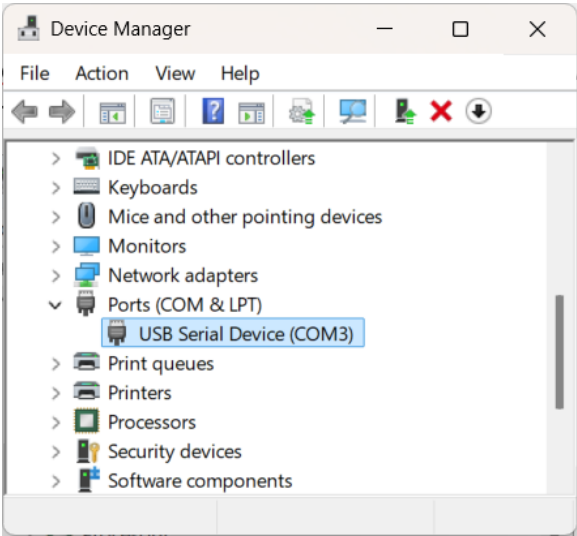 Device Manager
File Action View Help
IDE ATA/ATAPI controllers
Keyboards
Mice and other pointing devices
Monitors
Network adapters
Ports (COM & LPT)
USB Serial Device (COM3)
Print queues
Printers
Processors
Security devices
Software components